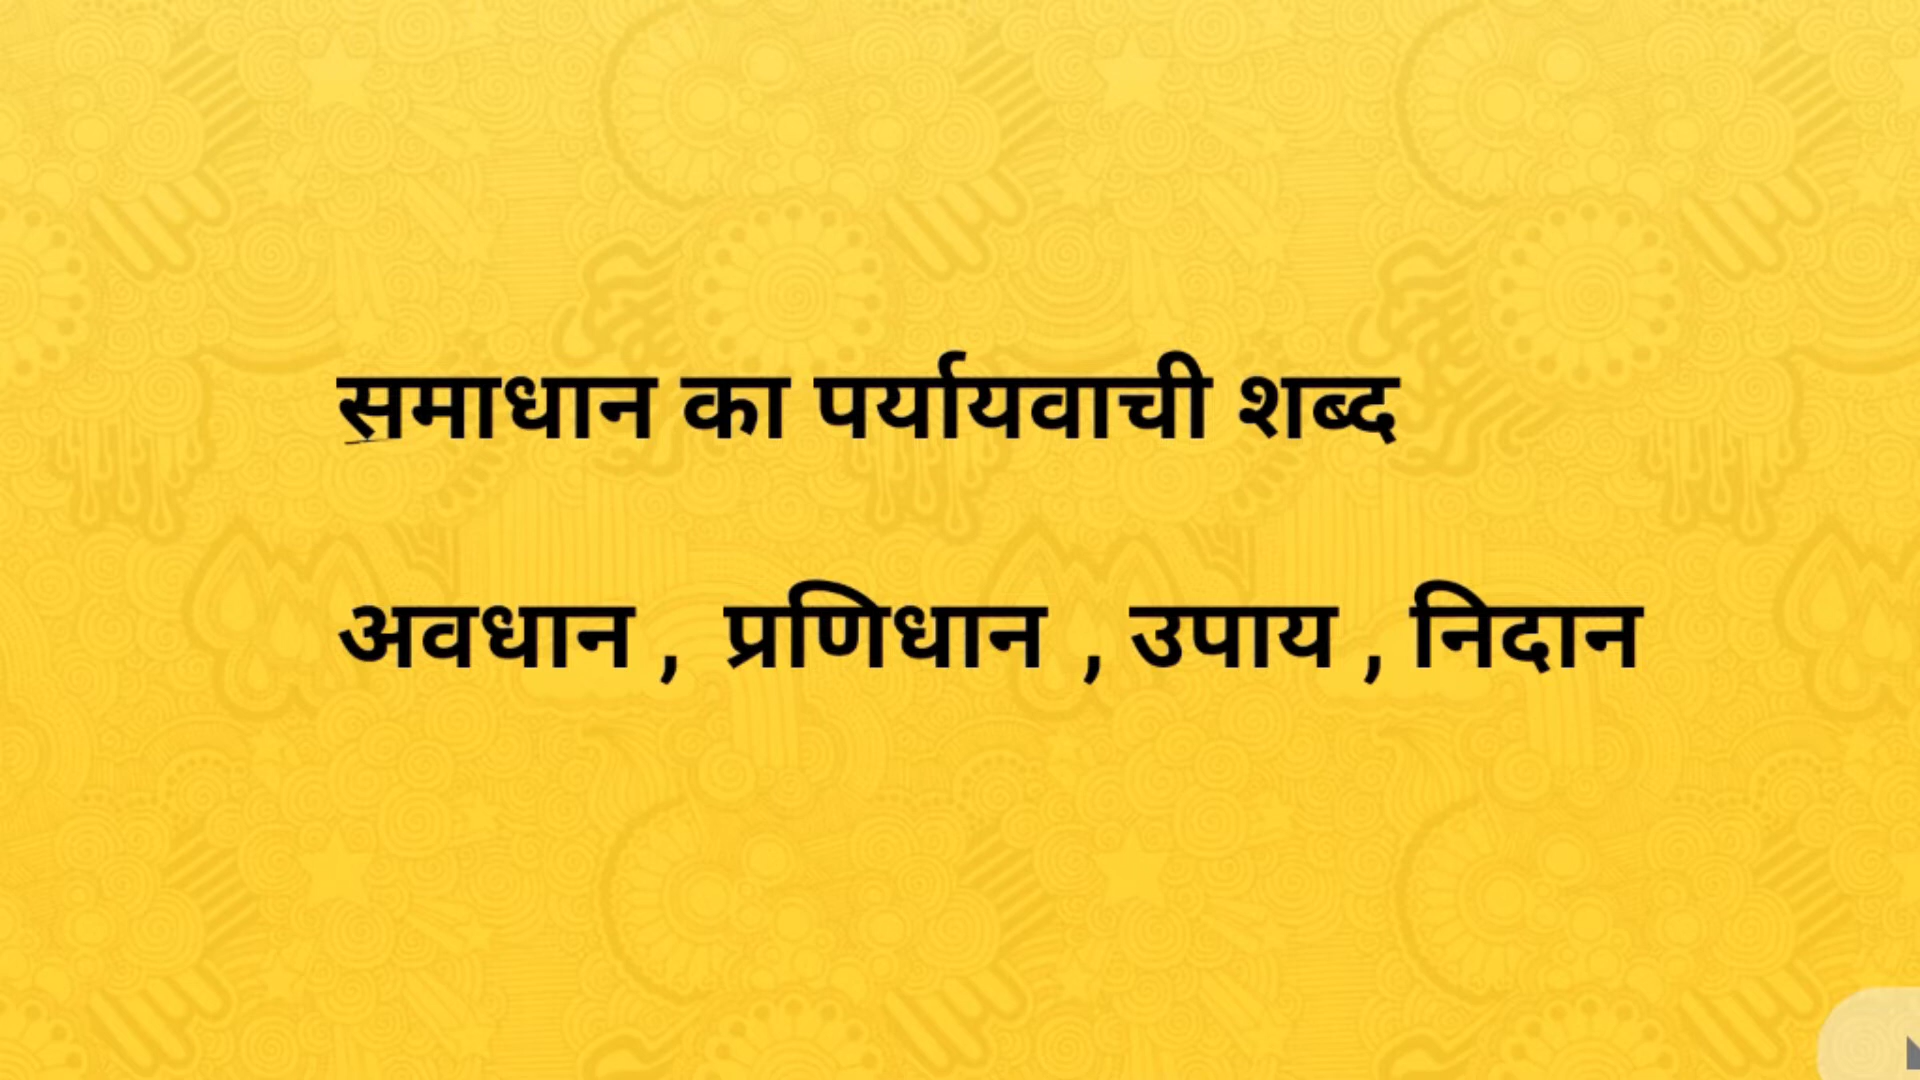 समाधान का पर्यायवाची शब्द
अवधान , प्रणिधान , उपाय , निदान